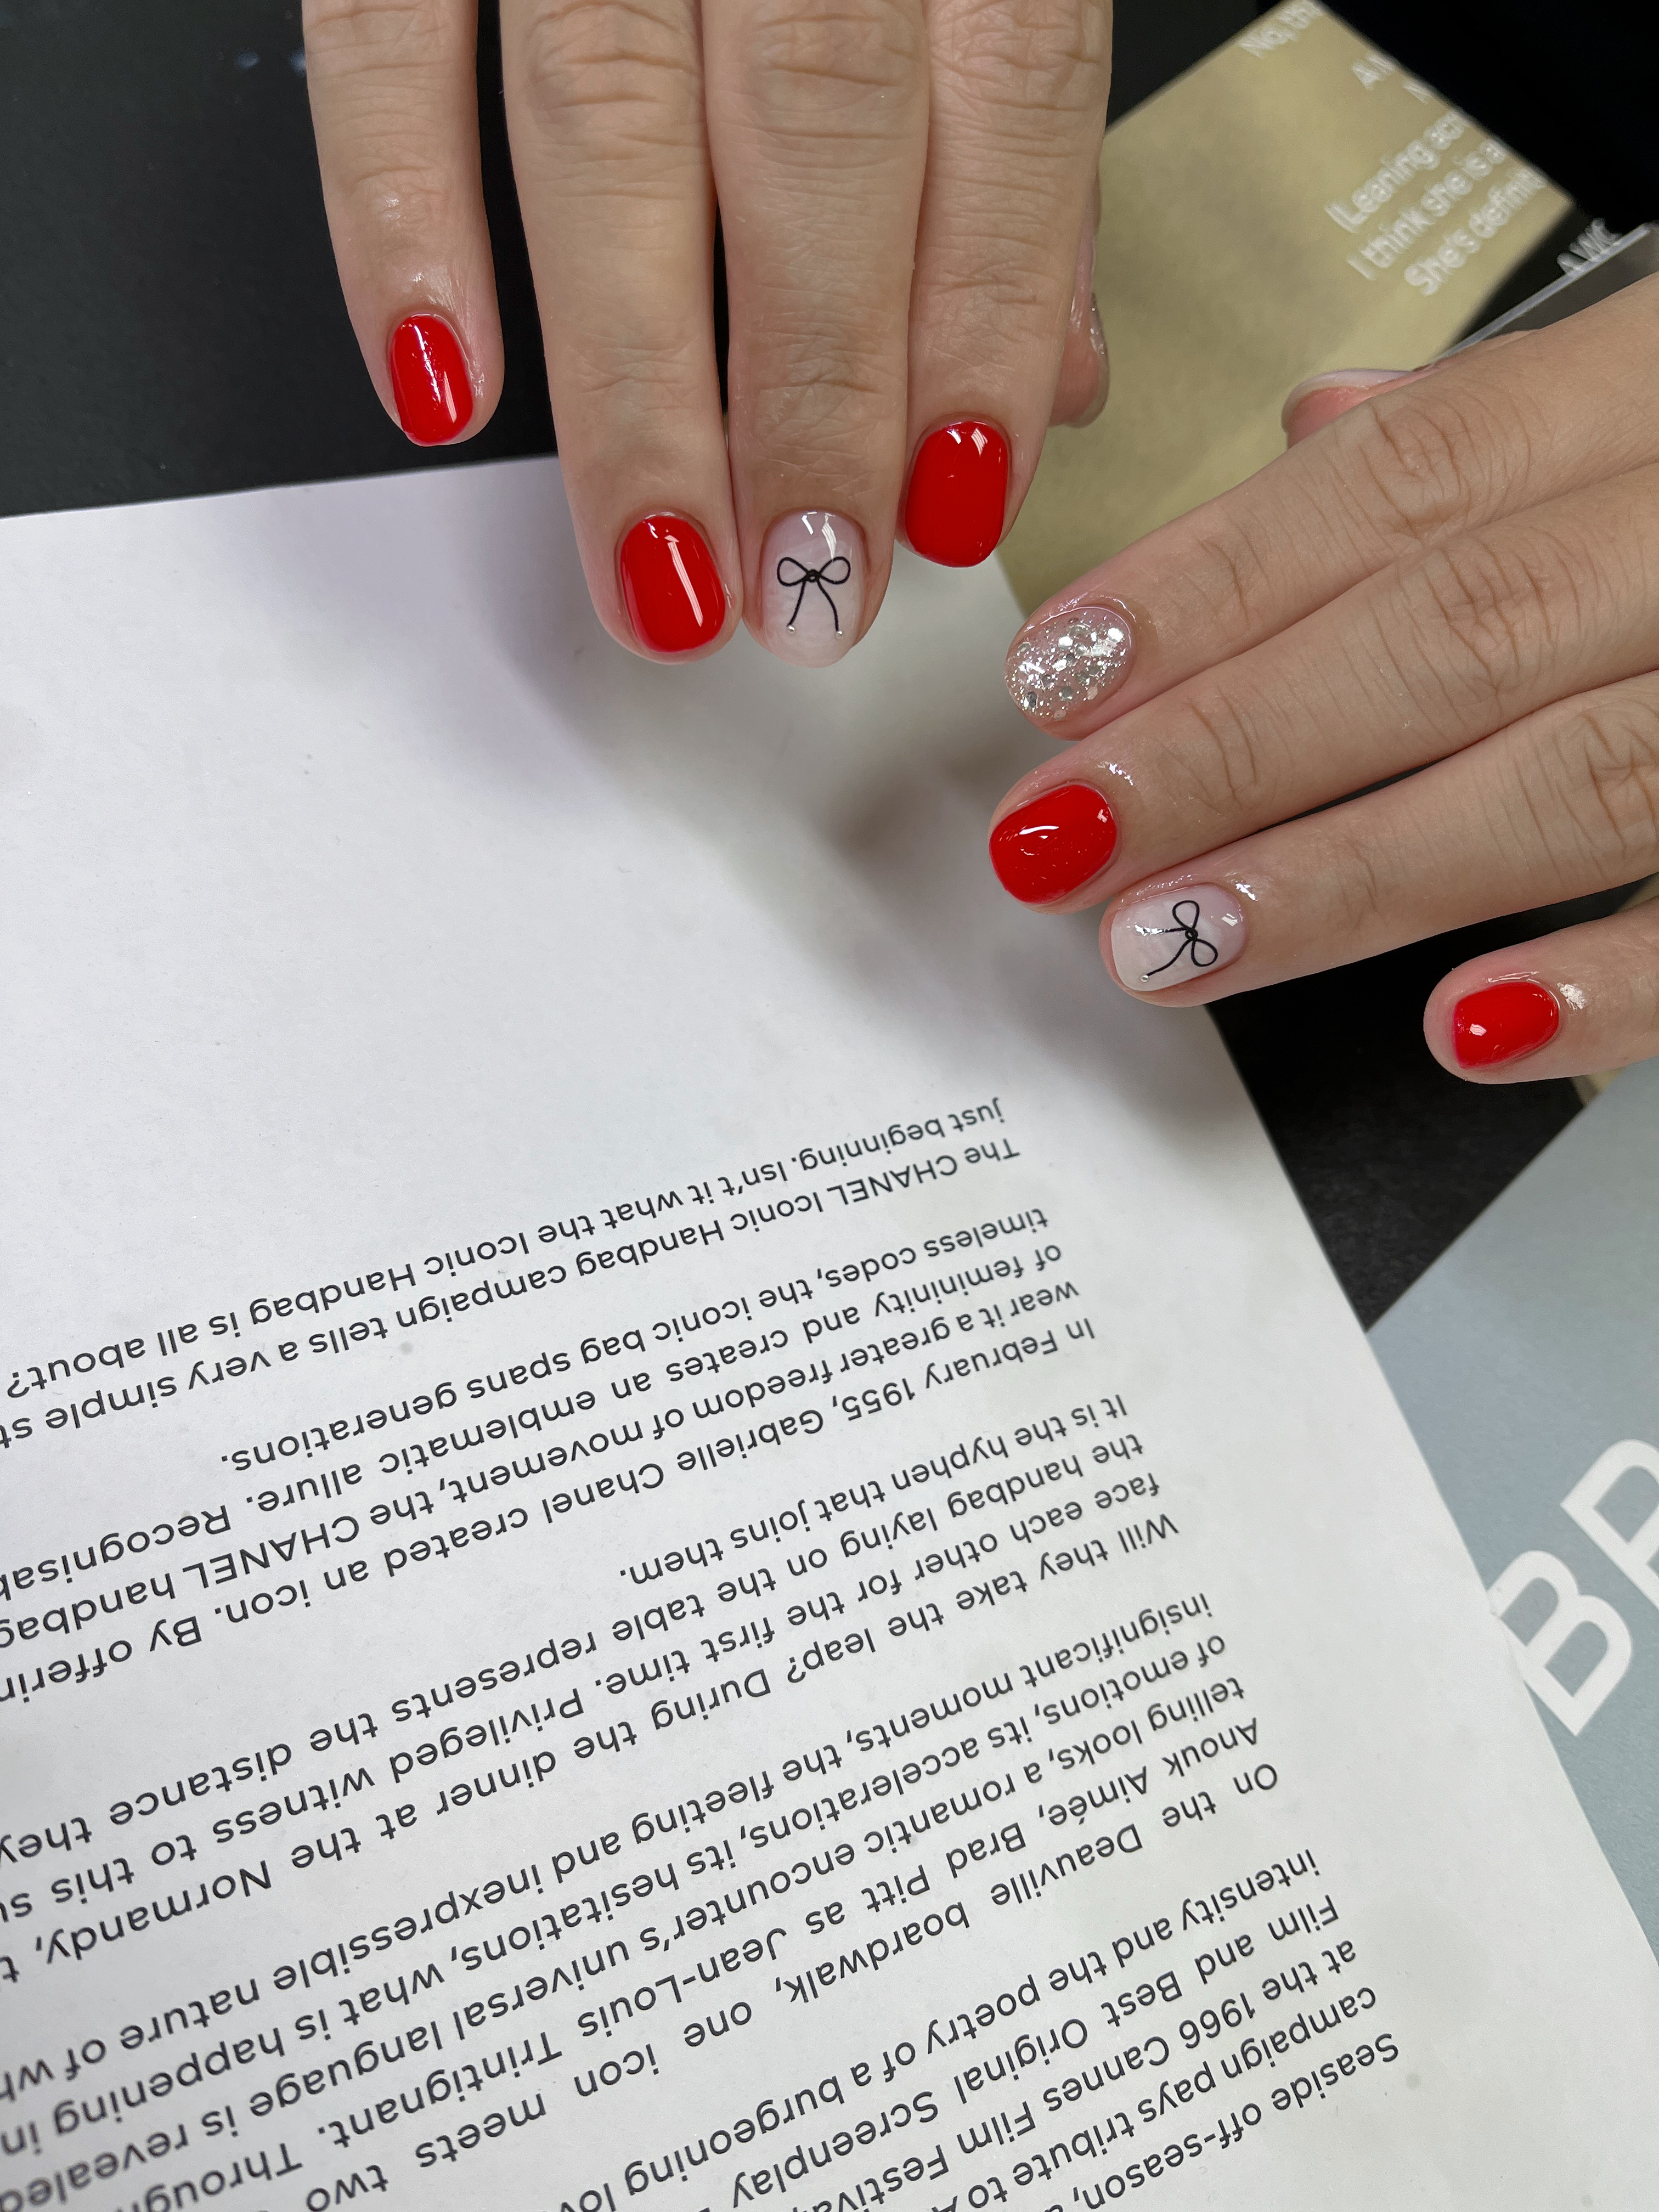 (Leaning
I think she is a
She's
Seaside off-season,
campaign pays tribute to
at the 1966 Cannes Film Festival,
Film and Best Original Screenplay
intensity and the poetry of a burgeoning
On the Deauville boardwalk, one icon meets two
Anouk Aimée, Brad Pitt as Jean-Louis Trintignant. Through
telling looks, a romantic encounter's universal language is revealed
of emotions, its accelerations, its hesitations, what is happening in
insignificant moments, the fleeting and inexpressible nature of
Will they take the leap? During the dinner at the Normandy,
face each other for the first time. Privileged witness to this
the handbag laying on the table represents the distance they
It is the hyphen that joins them.
In February 1955, Gabrielle Chanel created an icon. By
wear it a greater freedom of movement, the CHANEL handbag
of femininity and creates an emblematic allure.
timeless codes, the iconic bag spans generations.
The CHANEL Iconic Handbag campaign tells a very simple
just beginning. Isn't it what the Iconic Handbag is all about?